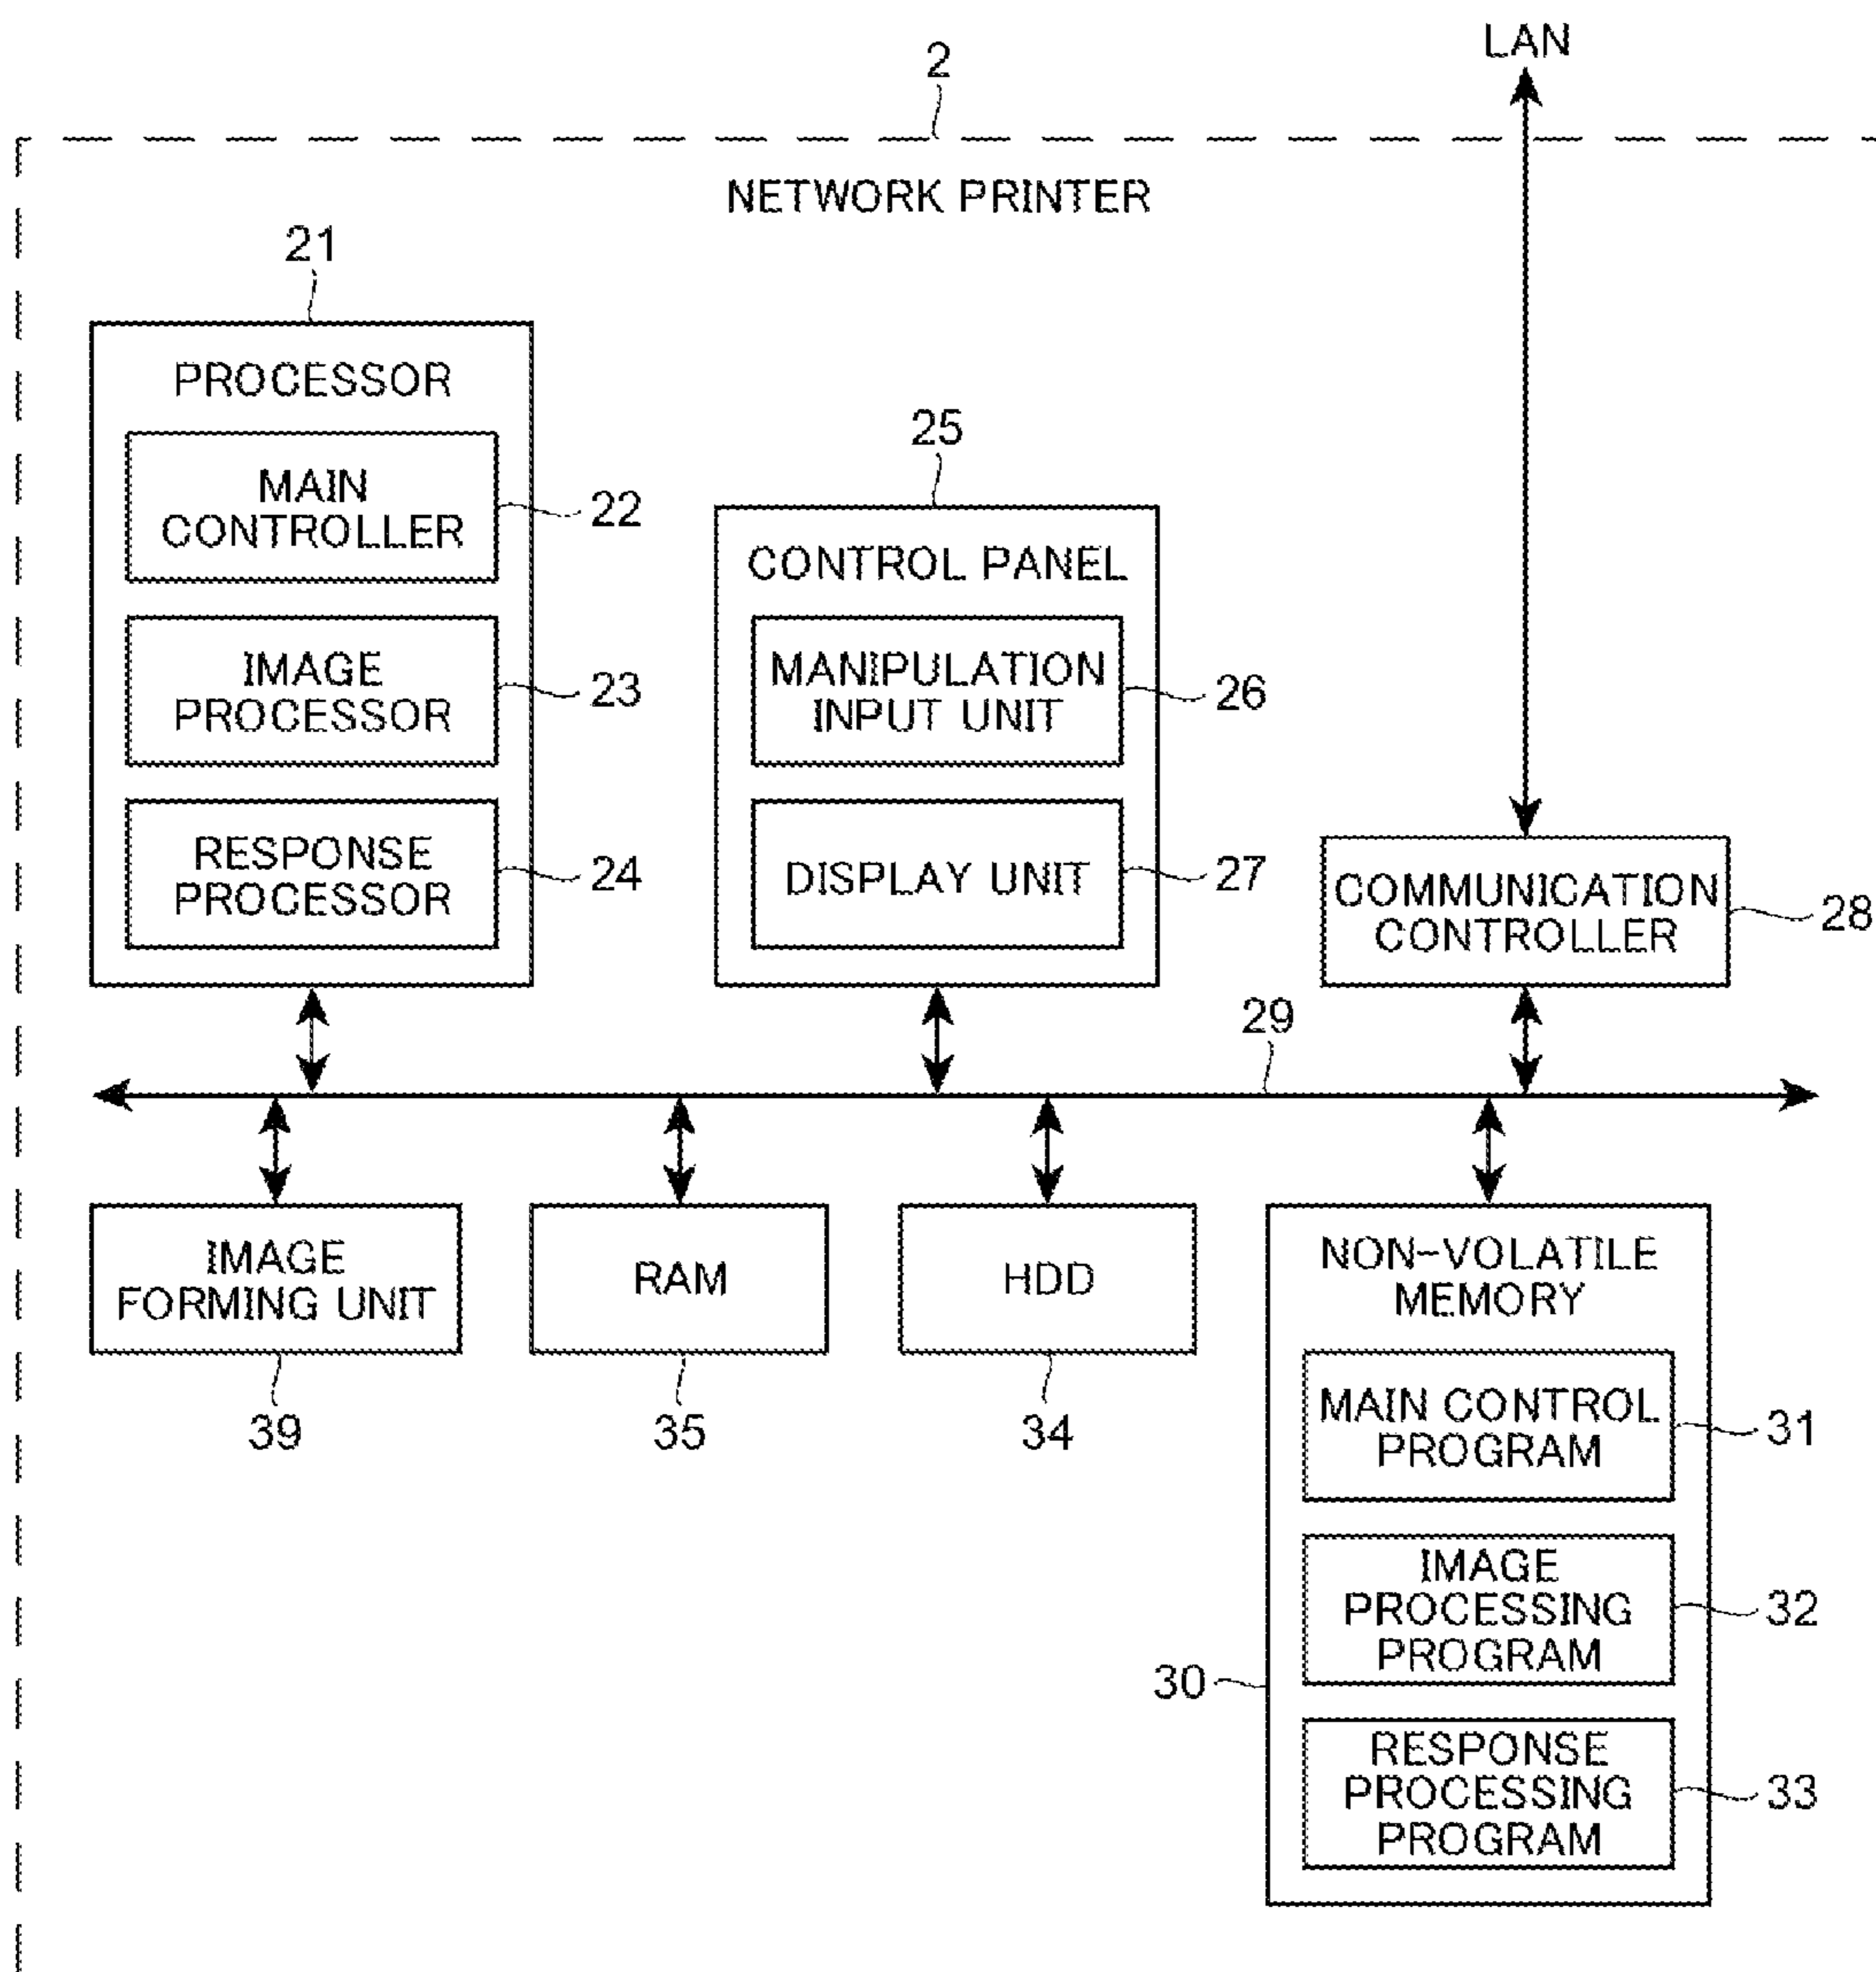 2
LAN
NETWORK PRINTER
21
PROCESSOR
MAIN
CONTROLLER
22
IMAGE
PROCESSOR
23
RESPONSE
PROCESSOR
24
25
CONTROL PANEL
MANIPULATION
INPUT UNIT
26
DISPLAY UNIT
27
COMMUNICATION
CONTROLLER
28
29
IMAGE
FORMING UNIT
39
RAM
35
HDD
34
NON-VOLATILE
MEMORY
MAIN CONTROL
PROGRAM
31
IMAGE
PROCESSING
PROGRAM
32
30
RESPONSE
PROCESSING
PROGRAM
33